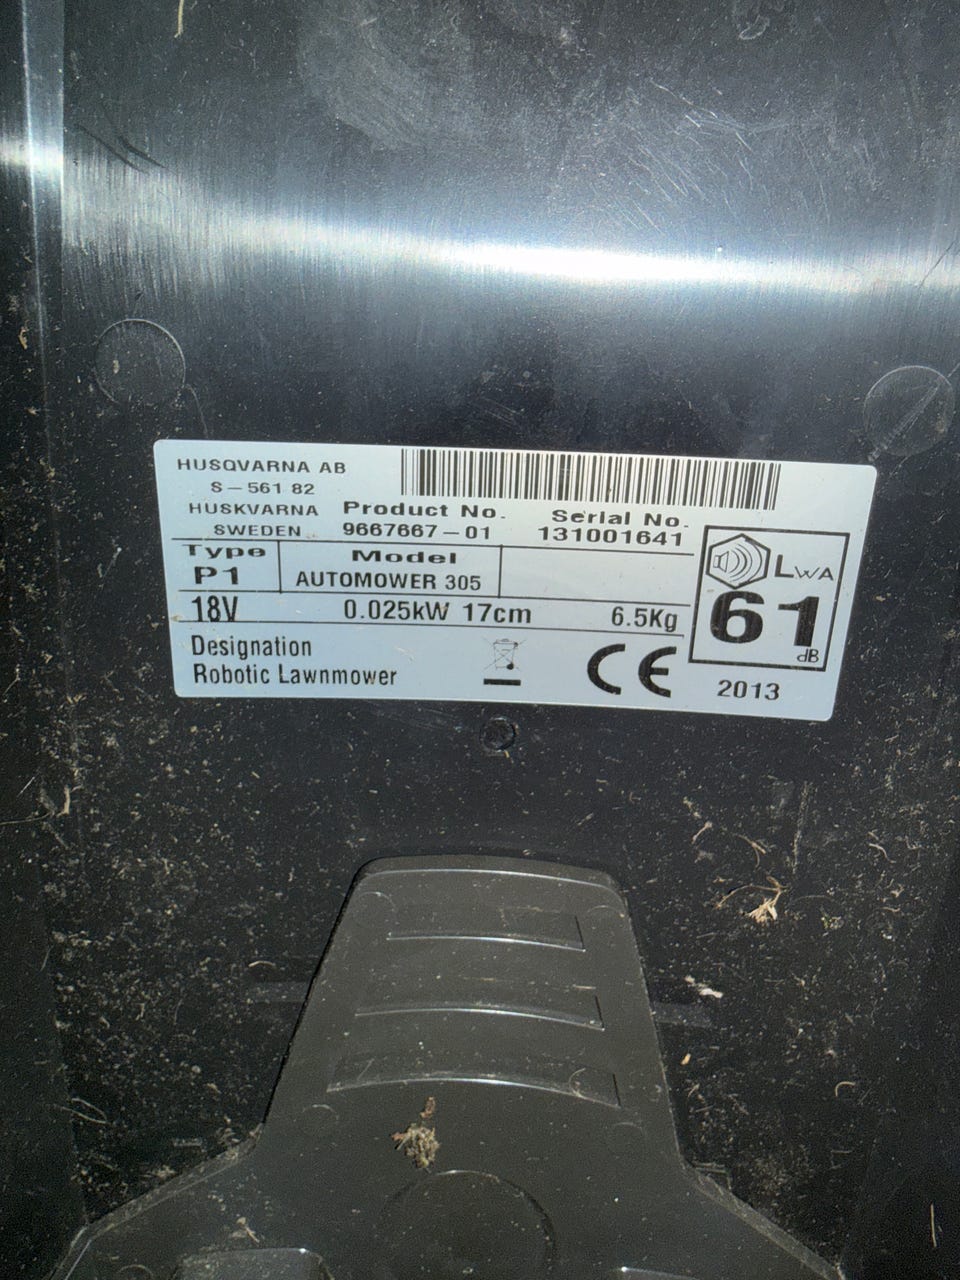 HUSQVARNA AB
S-561 82
HUSKVARNA
SWEDEN
Product No. Serial No.
9667667-01 131001641
Type Model
P1 AUTOMOWER 305
18V 0.025kW 17cm 6.5Kg
LWA
61
dB
Designation
Robotic Lawnmower
CE
2013